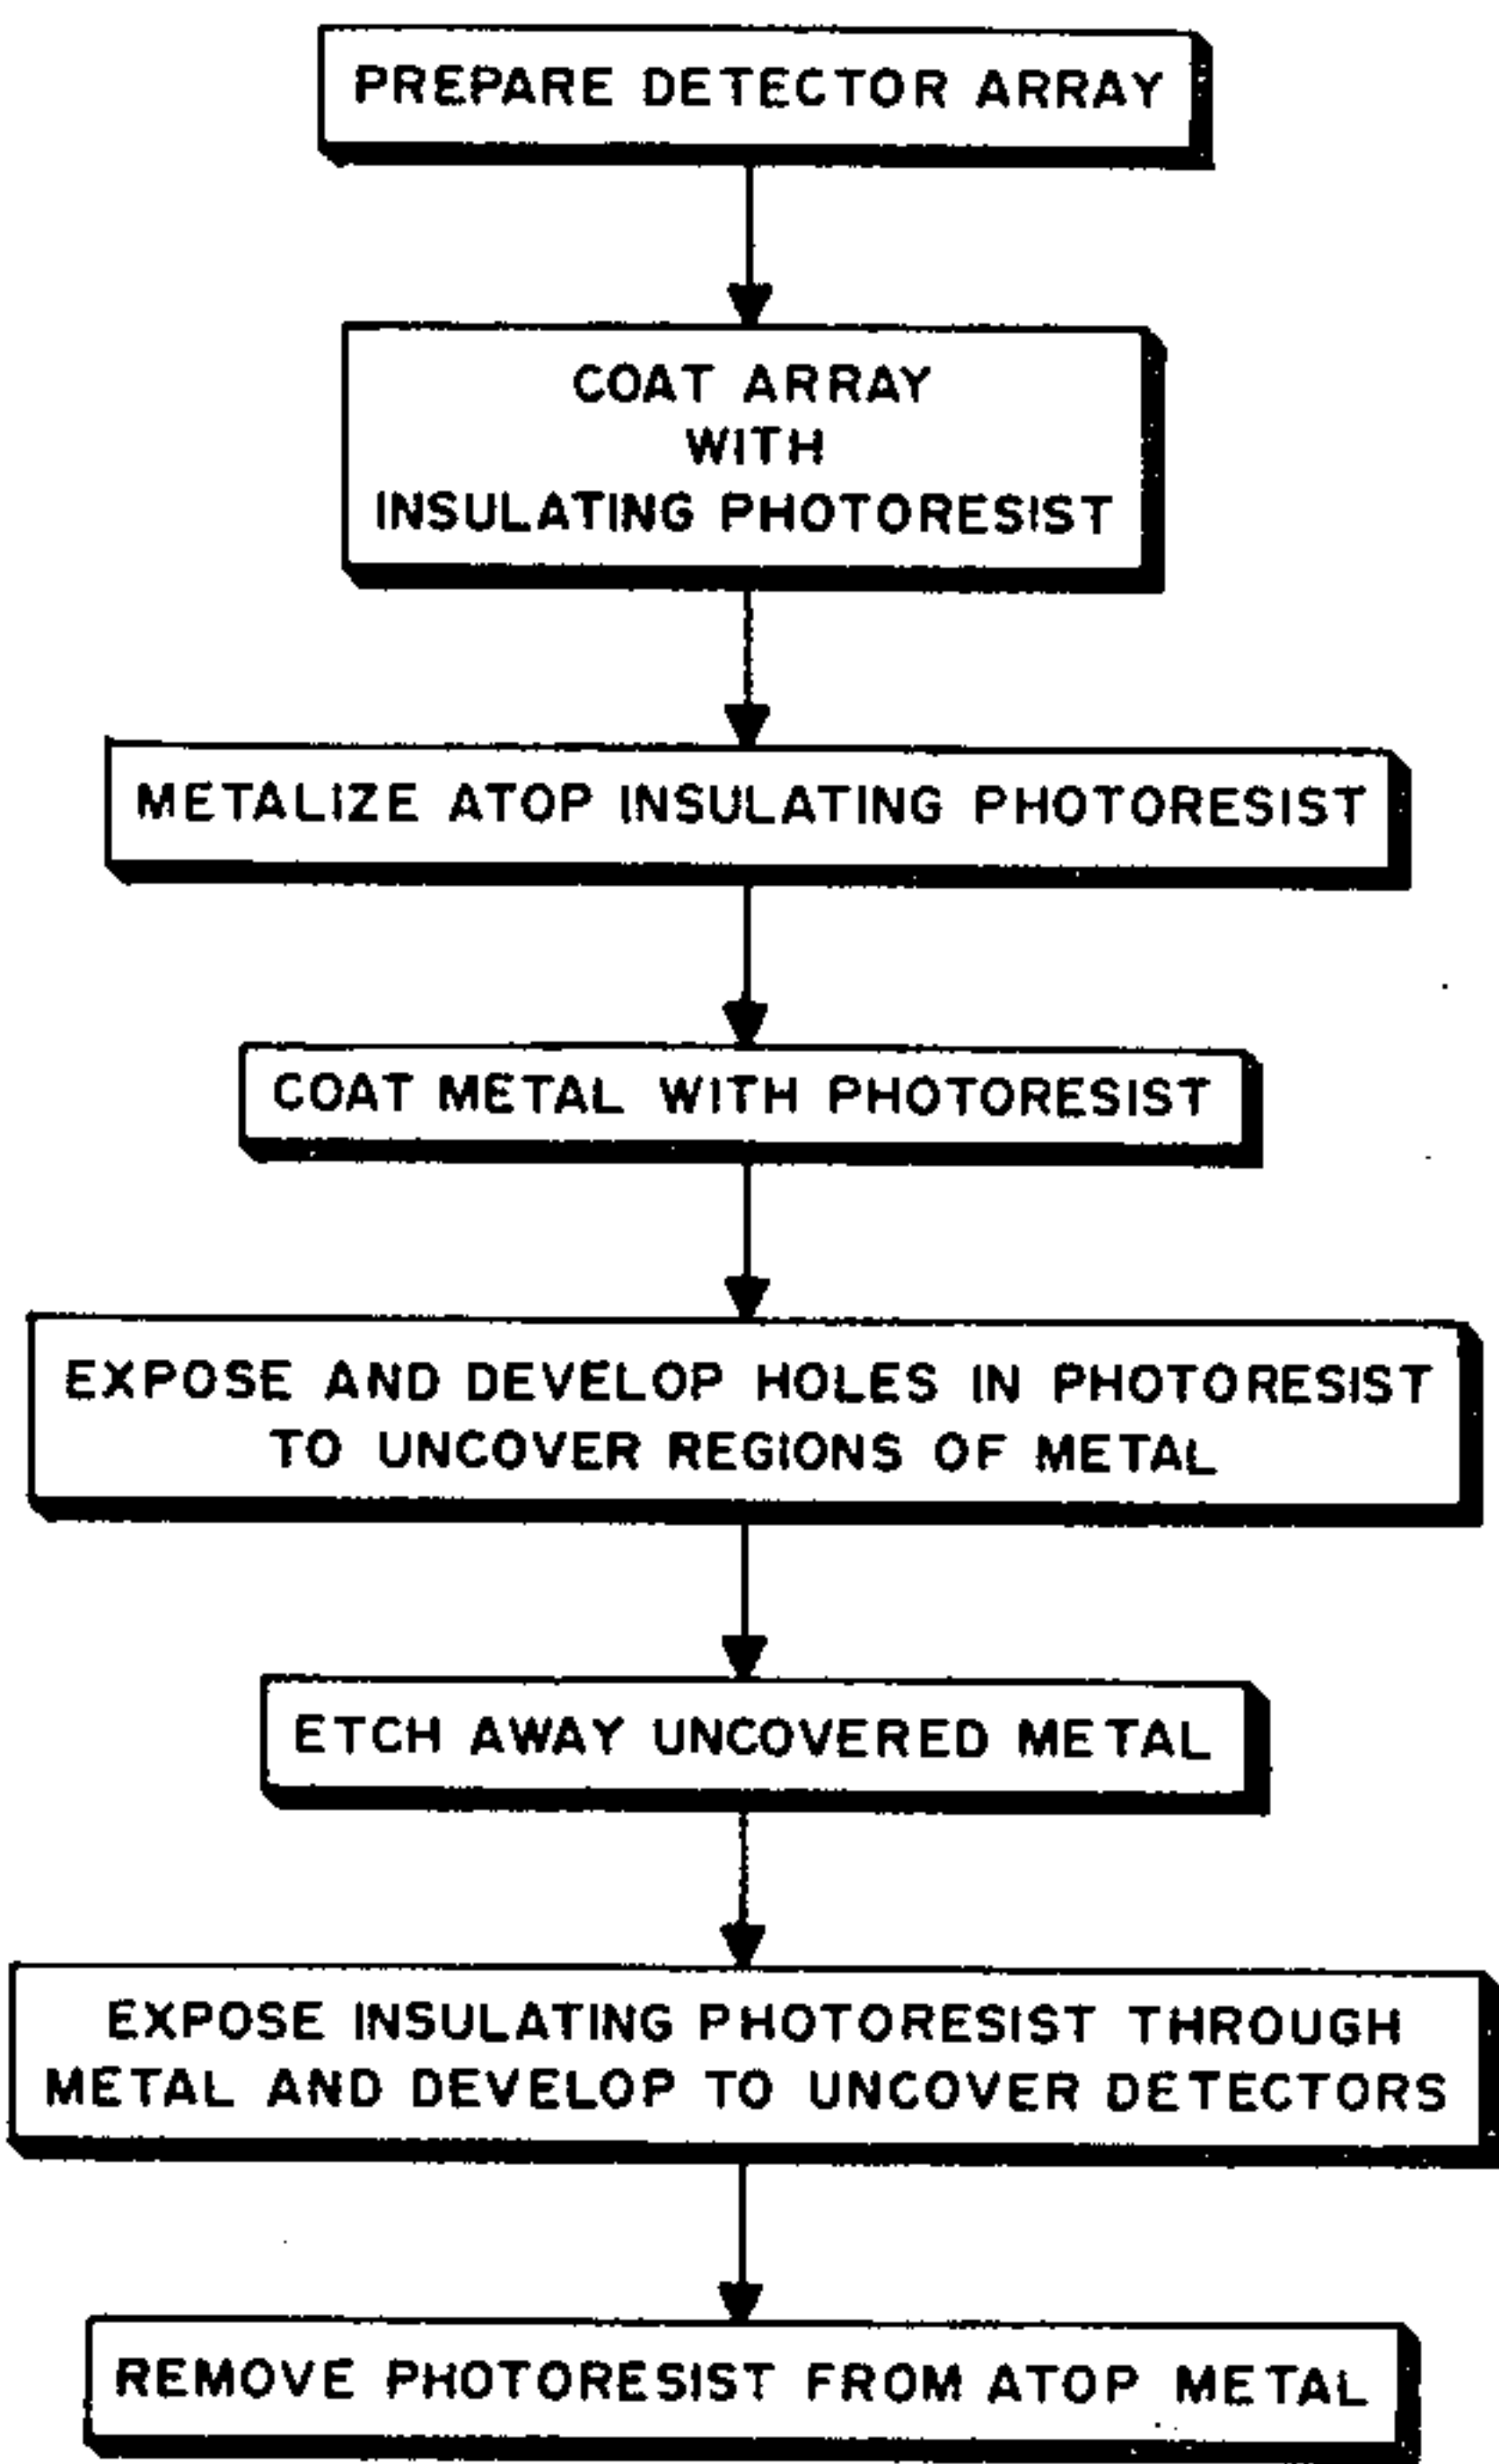 PREPARE DETECTOR ARRAY
COAT ARRAY
WITH
INSULATING PHOTORESIST
METALIZE ATOP INSULATING PHOTORESIST
COAT METAL WITH PHOTORESIST
EXPOSE AND DEVELOP HOLES IN PHOTORESIST
TO UNCOVER REGIONS OF METAL
ETCH AWAY UNCOVERED METAL
EXPOSE INSULATING PHOTORESIST THROUGH
METAL AND DEVELOP TO UNCOVER DETECTORS
REMOVE PHOTORESIST FROM ATOP METAL